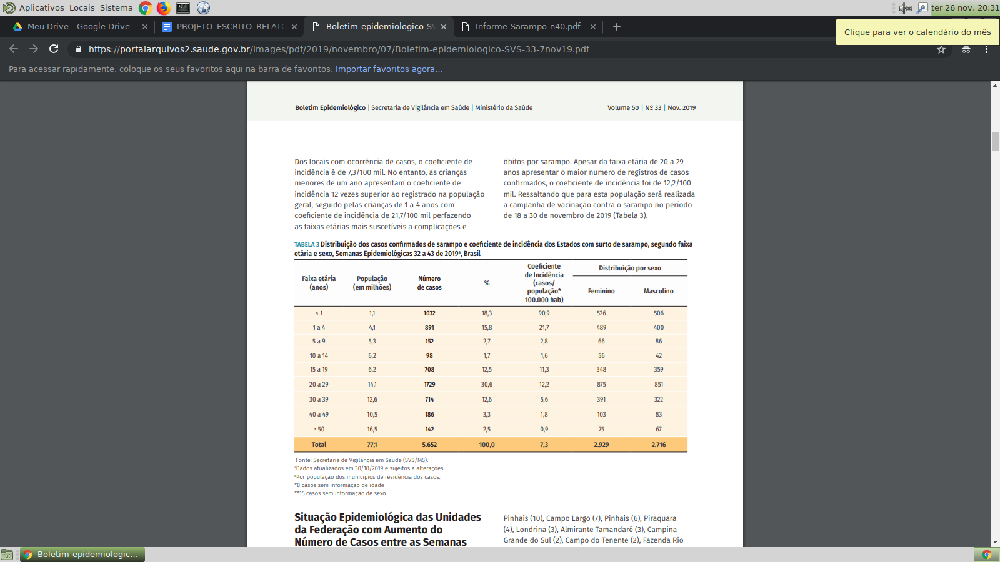 Aplicativos Locais Sistema
ter 26 nov, 20:31
Meu Drive - Google Drive
PROJETO_ESCRITO_RELATO
Boletim-epidemiologico-SV
Informe-Sarampo-n40.pdf
Clique para ver o calendário do mês
https://portalarquivos2.saude.gov.br/images/pdf/2019/novembro/07/Boletim-epidemiologico-SVS-33-7nov19.pdf
Para acessar rapidamente, coloque os seus favoritos aqui na barra de favoritos. Importar favoritos agora...
Boletim Epidemiológico | Secretaria de Vigilância em Saúde | Ministério da Saúde
Volume 50 | Nº 33 | Nov. 2019
Dos locais com ocorrência de casos, o coeficiente de
incidência é de 7,3/100 mil. No entanto, as crianças
menores de um ano apresentam o coeficiente de
incidência 12 vezes superior ao registrado na população
geral, seguido pelas crianças de 1 a 4 anos com
coeficiente de incidência de 21,7/100 mil perfazendo
as faixas etárias mais suscetíveis a complicações e
óbitos por sarampo. Apesar da faixa etária de 20 a 29
anos apresentar o maior numero de registros de casos
confirmados, o coeficiente de incidência foi de 12,2/100
mil. Ressaltando que para esta população será realizada
a campanha de vacinação contra o sarampo no período
de 18 a 30 de novembro de 2019 (Tabela 3).
TABELA 3 Distribuição dos casos confirmados de sarampo e coeficiente de incidência dos Estados com surto de sarampo, segundo faixa
etária e sexo, Semanas Epidemiológicas 32 a 43 de 2019ª, Brasil
Faixa etária (anos) População (em milhões) Número de casos % Coeficiente de Incidência (casos/ população* 100.000 hab) Distribuição por sexo
Feminino Masculino
< 1 1,1 1032 18,3 90,9 526 506
1 a 4 4,1 891 15,8 21,7 489 400
5 a 9 5,3 152 2,7 2,8 66 86
10 a 14 6,2 98 1,7 1,6 56 42
15 a 19 6,2 708 12,5 11,3 348 359
20 a 29 14,1 1729 30,6 12,2 875 851
30 a 39 12,6 714 12,6 5,6 391 322
40 a 49 10,5 186 3,3 1,8 103 83
≥ 50 16,5 142 2,5 0,9 75 67
Total 77,1 5.652 100,0 7,3 2.929 2.716
Fonte: Secretaria de Vigilância em Saúde (SVS/MS).
ªDados atualizados em 30/10/2019 e sujeitos a alterações.
ᵇPor população dos municípios de residência dos casos.
*8 casos sem informação de idade
**15 casos sem informação de sexo.
Situação Epidemiológica das Unidades
da Federação com Aumento do
Número de Casos entre as Semanas
Pinhais (10), Campo Largo (7), Pinhais (6), Piraquara
(4), Londrina (3), Almirante Tamandaré (3), Campina
Grande do Sul (2), Campo do Tenente (2), Fazenda Rio
Boletim-epidemiologic...